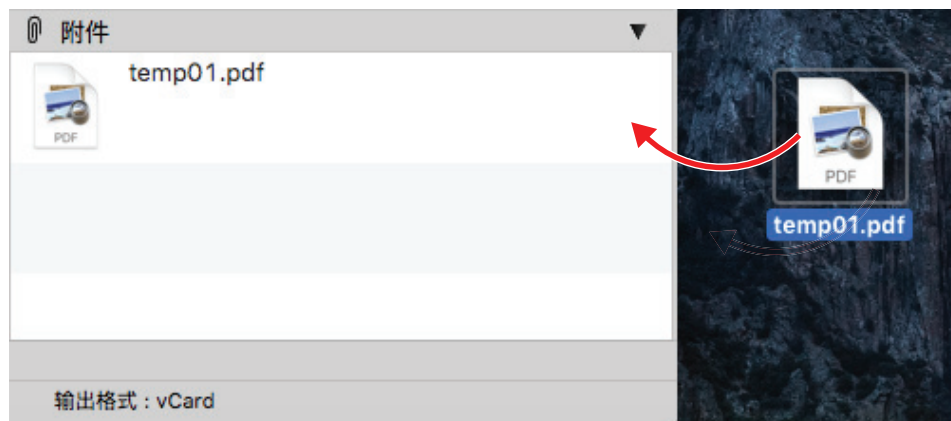 附件
temp01.pdf
PDF
PDF
temp01.pdf
输出格式 : vCard